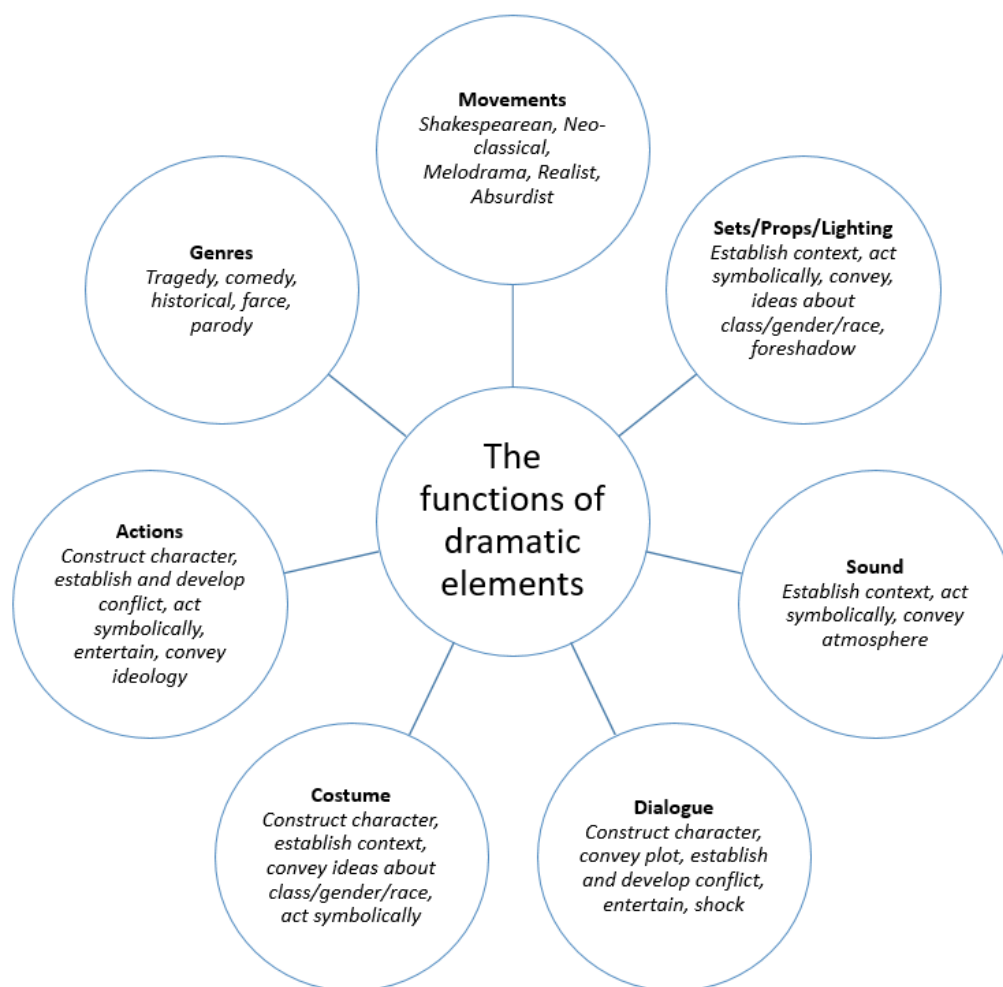 Movements
Shakespearean, Neo-
classical,
Melodrama, Realist,
Absurdist
Sets/Props/Lighting
Establish context, act
symbolically, convey,
ideas about
class/gender/race,
foreshadow
Genres
Tragedy, comedy,
historical, farce,
parody
The
functions of
dramatic
elements
Actions
Construct character,
establish and develop
conflict, act
symbolically,
entertain, convey
ideology
Sound
Establish context, act
symbolically, convey
atmosphere
Costume
Construct character,
establish context,
convey ideas about
class/gender/race,
act symbolically
Dialogue
Construct character,
convey plot, establish
and develop conflict,
entertain, shock